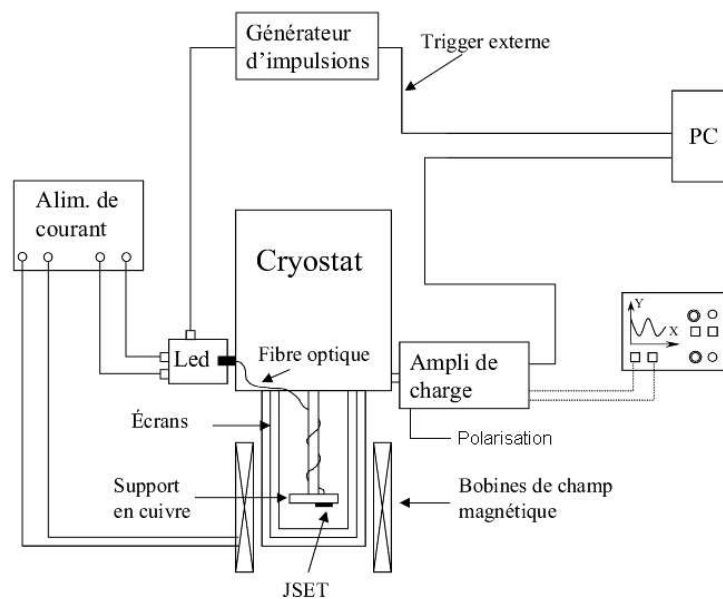 Générateur
d'impulsions
Trigger externe
PC
Alim. de
courant
Cryostat
Led
Fibre optique
Ampli de
charge
Y
X
Écrans
Polarisation
Support
en cuivre
Bobines de champ
magnétique
JSET